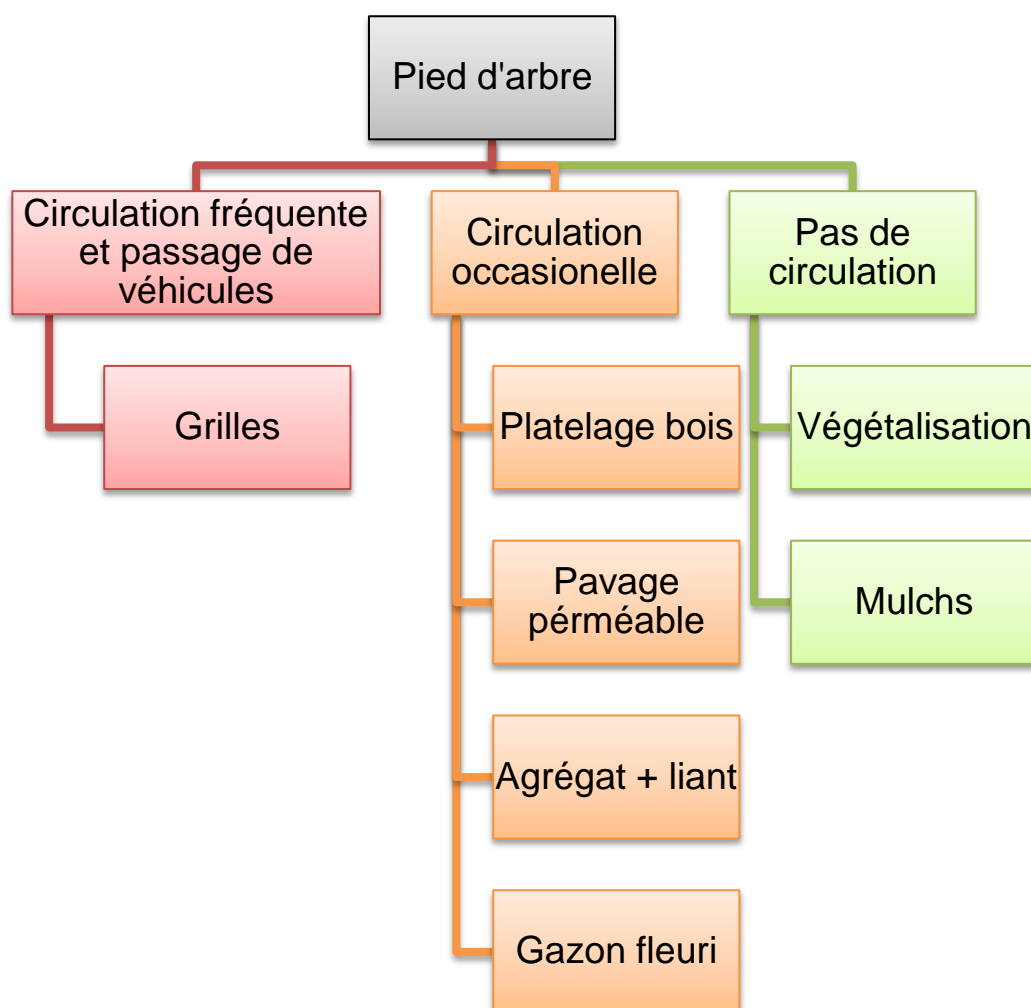 Pied d'arbre
Circulation fréquente
et passage de
véhicules
Grilles
Circulation
occasionelle
Platelage bois
Pavage
pérméable
Agrégat + liant
Gazon fleuri
Pas de
circulation
Végétalisation
Mulchs